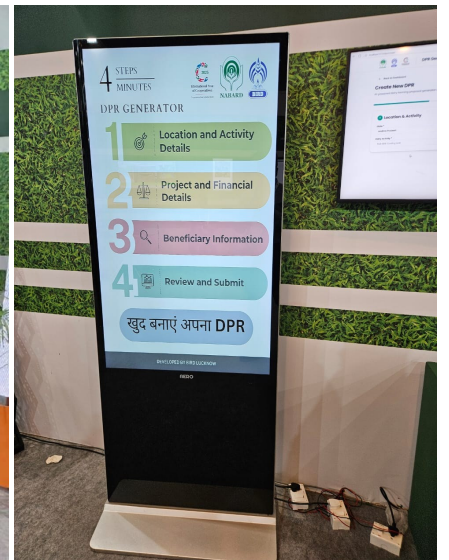 4 STEPS
MINUTES
NABARD
DPR GENERATOR
1 Location and Activity
Details
2 Project and Financial
Details
3 Beneficiary Information
4 Review and Submit
खुद बनाएं अपना DPR
Create New DPR
Location & Activity